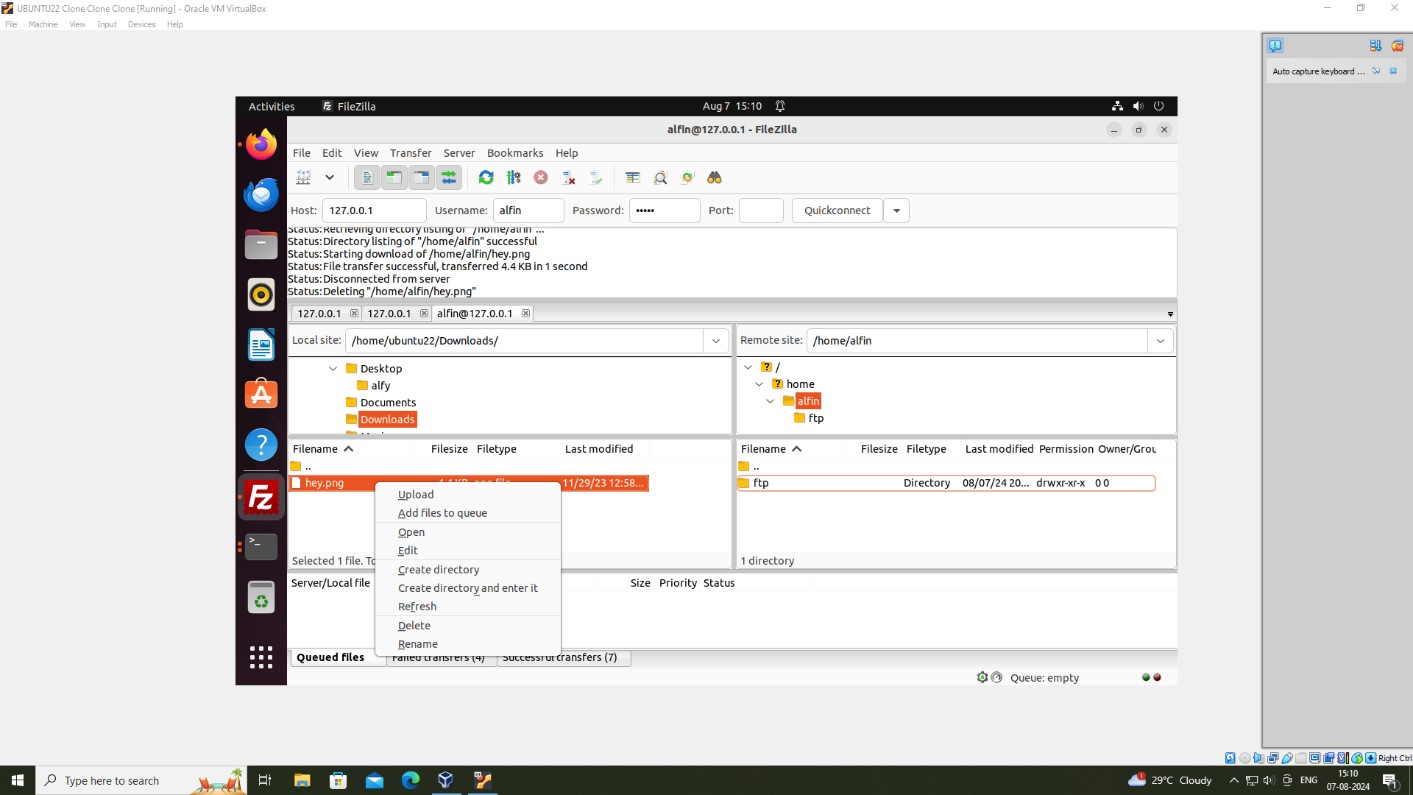 UBUNTU22 Clone Clone Clone [Running] - Oracle VM VirtualBox
File Machine View Input Devices Help
Auto capture keyboard ...
Activities FileZilla Aug 7 15:10
alfin@127.0.0.1 - FileZilla
File Edit View Transfer Server Bookmarks Help
Host: 127.0.0.1 Username: alfin Password: ••••• Port: Quickconnect
Status: Retrieving directory listing of "/home/alfin"...
Status: Directory listing of "/home/alfin" successful
Status: Starting download of /home/alfin/hey.png
Status: File transfer successful, transferred 4.4 KB in 1 second
Status: Disconnected from server
Status: Deleting "/home/alfin/hey.png"
127.0.0.1 127.0.0.1 alfin@127.0.0.1
Local site: /home/ubuntu22/Downloads/
Desktop
alfy
Documents
Downloads
Remote site: /home/alfin
/
home
alfin
ftp
Filename Filesize Filetype Last modified
..
hey.png 11/29/23 12:58...
Upload
Add files to queue
Open
Edit
Create directory
Create directory and enter it
Refresh
Delete
Rename
Selected 1 file. To
Filename Filesize Filetype Last modified Permission Owner/Grou
..
ftp Directory 08/07/24 20... drwxr-xr-x 0 0
1 directory
Server/Local file Size Priority Status
Queued files Failed transfers (4) Successful transfers (7)
Queue: empty
Right Ctrl
Type here to search
29°C Cloudy ENG 15:10
07-08-2024
1